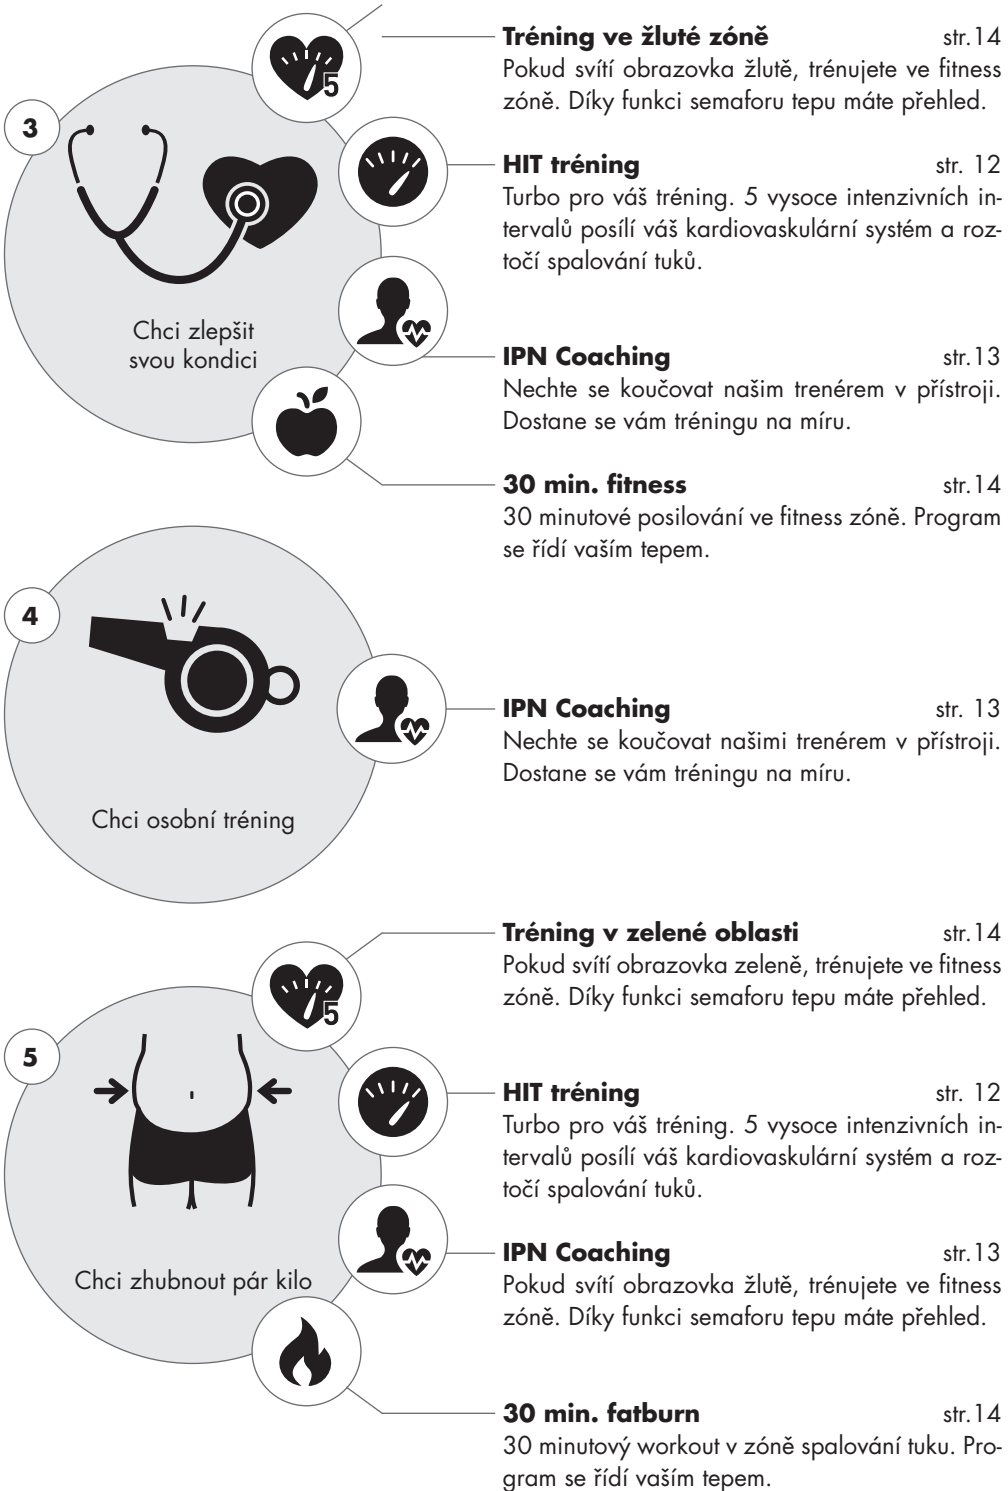 Tréning ve žluté zóně str.14
Pokud svítí obrazovka žlutě, trénujete ve fitness
zóně. Díky funkci semaforu tepu máte přehled.
5
3
HIT tréning str. 12
Turbo pro váš tréning. 5 vysoce intenzivních in-
tervalů posílí váš kardiovaskulární systém a roz-
točí spalování tuků.
Chci zlepšit
svou kondici
IPN Coaching str.13
Nechte se koučovat našim trenérem v přístroji.
Dostane se vám tréningu na míru.
30 min. fitness str.14
30 minutové posilování ve fitness zóně. Program
se řídí vaším tepem.
4
IPN Coaching str. 13
Nechte se koučovat našimi trenérem v přístroji.
Dostane se vám tréningu na míru.
Chci osobní tréning
Tréning v zelené oblasti str.14
Pokud svítí obrazovka zeleně, trénujete ve fitness
zóně. Díky funkci semaforu tepu máte přehled.
5
5
HIT tréning str. 12
Turbo pro váš tréning. 5 vysoce intenzivních in-
tervalů posílí váš kardiovaskulární systém a roz-
točí spalování tuků.
IPN Coaching str.13
Pokud svítí obrazovka žlutě, trénujete ve fitness
zóně. Díky funkci semaforu tepu máte přehled.
Chci zhubnout pár kilo
30 min. fatburn str.14
30 minutový workout v zóně spalování tuku. Pro-
gram se řídí vaším tepem.